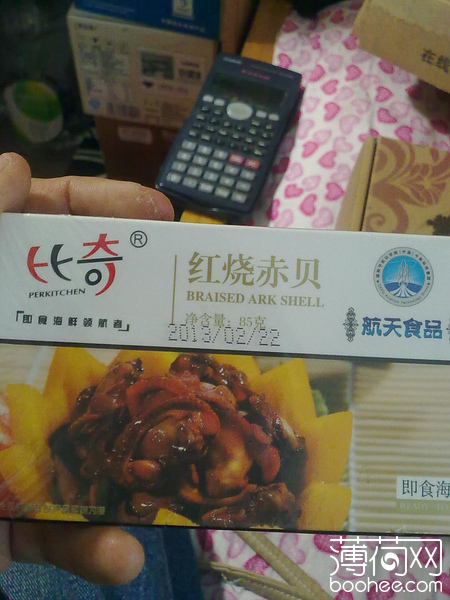 在线
比奇®
PERKITCHEN
「即食海鲜领航者」
红烧赤贝
BRAISED ARK SHELL
净含量：85克
2013/02/22
航天食品
即食海
薄荷网
boohee.com